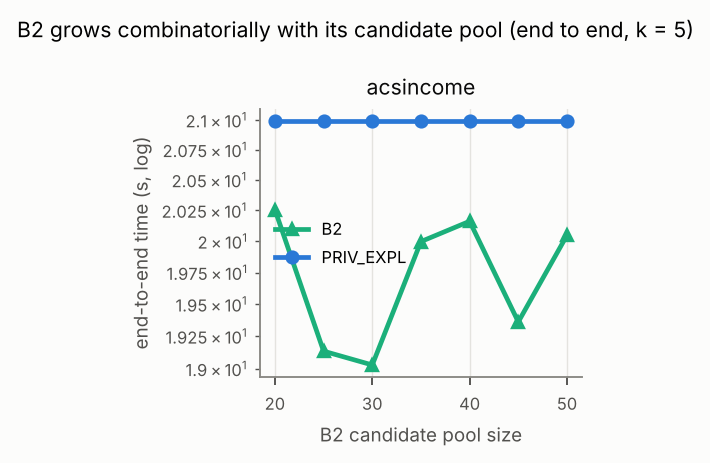 B2 grows combinatorially with its candidate pool (end to end, k = 5)
acsincome
end-to-end time (s, log)
2.1 × 10¹
2.075 × 10¹
2.05 × 10¹
2.025 × 10¹
2 × 10¹
1.975 × 10¹
1.95 × 10¹
1.925 × 10¹
1.9 × 10¹
B2
PRIV_EXPL
20 30 40 50
B2 candidate pool size